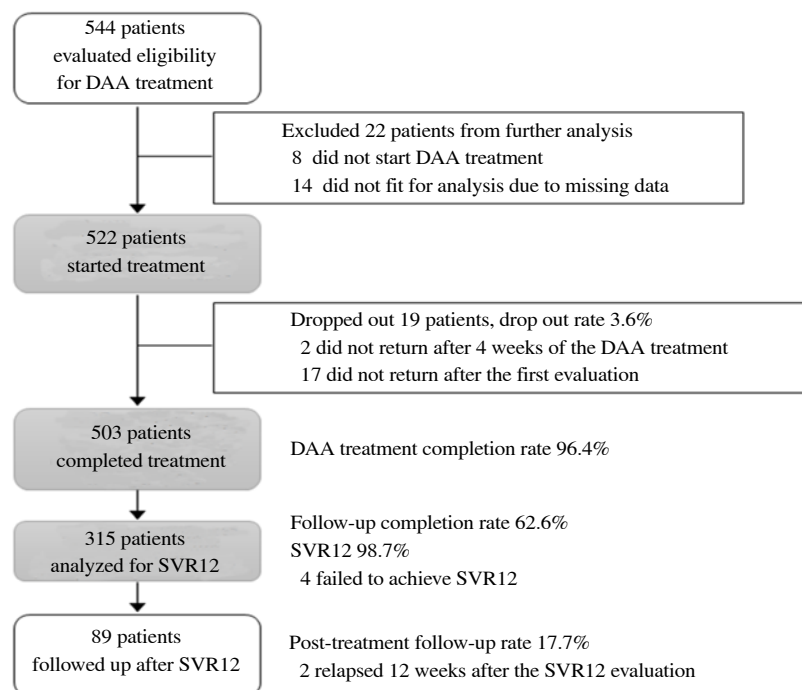 544 patients
evaluated eligibility
for DAA treatment
Excluded 22 patients from further analysis
8 did not start DAA treatment
14 did not fit for analysis due to missing data
522 patients
started treatment
Dropped out 19 patients, drop out rate 3.6%
2 did not return after 4 weeks of the DAA treatment
17 did not return after the first evaluation
503 patients
completed treatment
DAA treatment completion rate 96.4%
315 patients
analyzed for SVR12
Follow-up completion rate 62.6%
SVR12 98.7%
4 failed to achieve SVR12
89 patients
followed up after SVR12
Post-treatment follow-up rate 17.7%
2 relapsed 12 weeks after the SVR12 evaluation